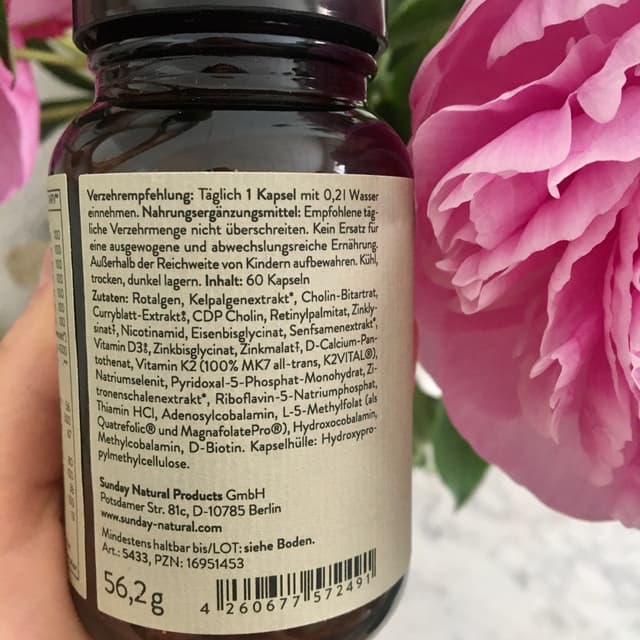 Verzehrempfehlung: Täglich 1 Kapsel mit 0,2 l Wasser
einnehmen. Nahrungsergänzungsmittel: Empfohlene täg-
liche Verzehrmenge nicht überschreiten. Kein Ersatz für
eine ausgewogene und abwechslungsreiche Ernährung.
Außerhalb der Reichweite von Kindern aufbewahren. Kühl,
trocken, dunkel lagern. Inhalt: 60 Kapseln
Zutaten: Rotalgen, Kelpalgenextrakt*, Cholin-Bitartrat,
Curryblatt-Extrakt, CDP Cholin, Retinylpalmitat, Zinkly-
sinat‡, Nicotinamid, Eisenbisglycinat, Senfsamenextrakt*,
Vitamin D3, Zinkbisglycinat, Zinkmalat‡, D-Calcium-Pan-
tothenat, Vitamin K2 (100% MK7 all-trans, K2VITAL®),
Natriumselenit, Pyridoxal-5-Phosphat-Monohydrat, Zi-
tronenschalenextrakt*, Riboflavin-5-Natriumphosphat,
Thiamin HCl, Adenosylcobalamin, L-5-Methylfolat (als
Quatrefolic® und MagnafolatePro®), Hydroxocobalamin,
Methylcobalamin, D-Biotin. Kapselhülle: Hydroxypro-
pylmethylcellulose.
Sunday Natural Products GmbH
Potsdamer Str. 81c, D-10785 Berlin
www.sunday-natural.com
Mindestens haltbar bis/LOT: siehe Boden.
Art.: 5433, PZN: 16951453
56,2 g
4 260677 572491